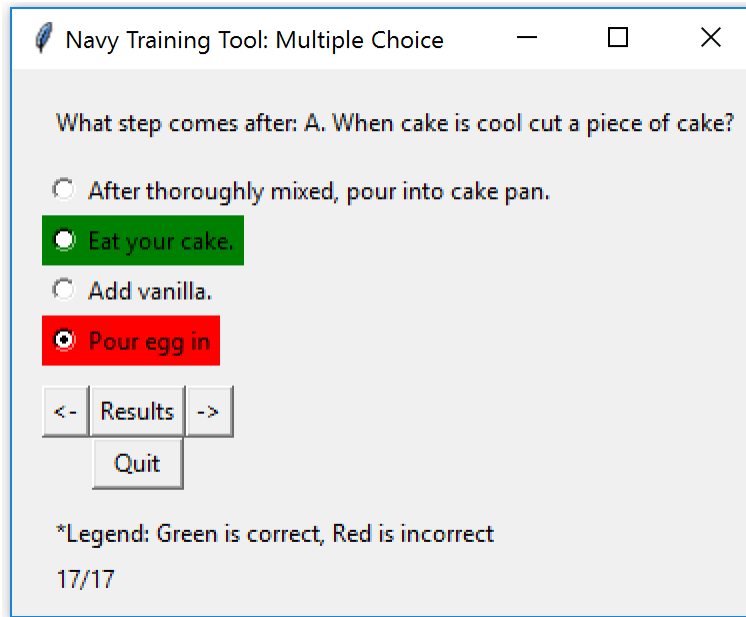 Navy Training Tool: Multiple Choice
What step comes after: A. When cake is cool cut a piece of cake?
After thoroughly mixed, pour into cake pan.
Eat your cake.
Add vanilla.
Pour egg in
<- Results ->
Quit
*Legend: Green is correct, Red is incorrect
17/17